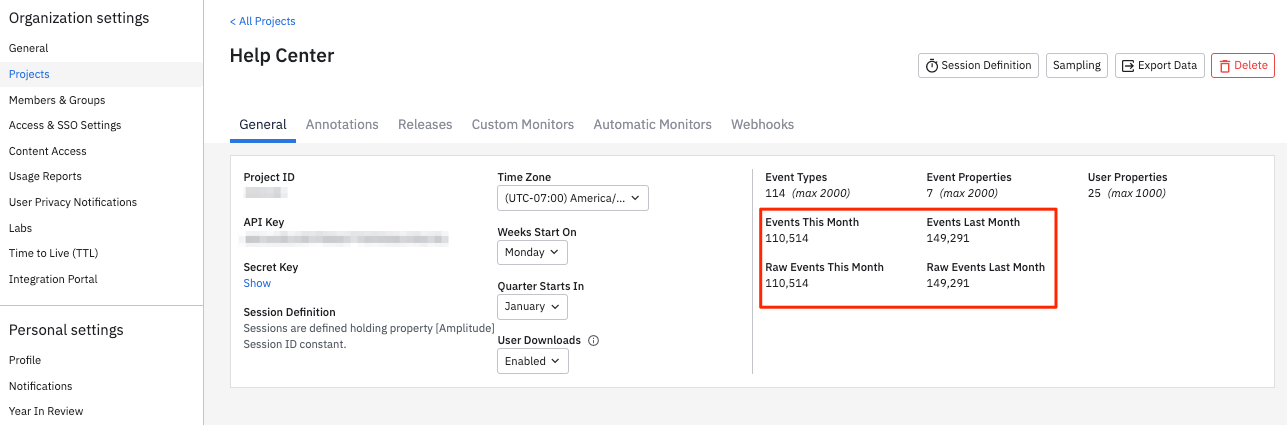 Organization settings
General
Projects
Members & Groups
Access & SSO Settings
Content Access
Usage Reports
User Privacy Notifications
Labs
Time to Live (TTL)
Integration Portal
Personal settings
Profile
Notifications
Year In Review
< All Projects
Help Center
Session Definition
Sampling
Export Data
Delete
General
Annotations
Releases
Custom Monitors
Automatic Monitors
Webhooks
Project ID
API Key
Secret Key
Show
Session Definition
Sessions are defined holding property [Amplitude]
Session ID constant.
Time Zone
(UTC-07:00) America/...
Weeks Start On
Monday
Quarter Starts In
January
User Downloads
Enabled
Event Types
114 (max 2000)
Event Properties
7 (max 2000)
User Properties
25 (max 1000)
Events This Month
110,514
Events Last Month
149,291
Raw Events This Month
110,514
Raw Events Last Month
149,291